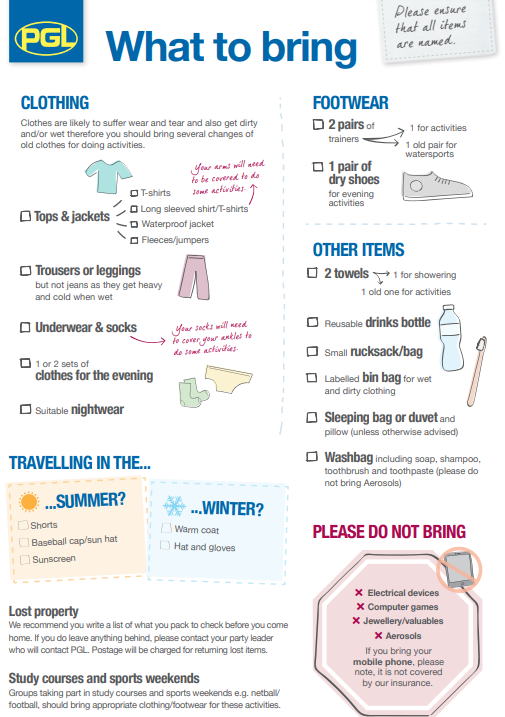 PGL
What to bring
Please ensure
that all items
are named.
CLOTHING
Clothes are likely to suffer wear and tear and also get dirty
and/or wet therefore you should bring several changes of
old clothes for doing activities.
Your arms will need
to be covered to do
some activities.
Tops & jackets
T-shirts
Long sleeved shirt/T-shirts
Waterproof jacket
Fleeces/jumpers
Trousers or leggings
but not jeans as they get heavy
and cold when wet
Underwear & socks
Your socks will need
to cover your ankles to
do some activities.
1 or 2 sets of
clothes for the evening
Suitable nightwear
TRAVELLING IN THE...
...SUMMER?
Shorts
Baseball cap/sun hat
Sunscreen
...WINTER?
Warm coat
Hat and gloves
Lost property
We recommend you write a list of what you pack to check before you come
home. If you do leave anything behind, please contact your party leader
who will contact PGL. Postage will be charged for returning lost items.
Study courses and sports weekends
Groups taking part in study courses and sports weekends e.g. netball/
football, should bring appropriate clothing/footwear for these activities.
FOOTWEAR
2 pairs of
trainers
1 for activities
1 old pair for
watersports
1 pair of
dry shoes
for evening
activities
OTHER ITEMS
2 towels
1 for showering
1 old one for activities
Reusable drinks bottle
Small rucksack/bag
Labelled bin bag for wet
and dirty clothing
Sleeping bag or duvet and
pillow (unless otherwise advised)
Washbag including soap, shampoo,
toothbrush and toothpaste (please do
not bring Aerosols)
PLEASE DO NOT BRING
Electrical devices
Computer games
Jewellery/valuables
Aerosols
If you bring your
mobile phone, please
note, it is not covered
by our insurance.